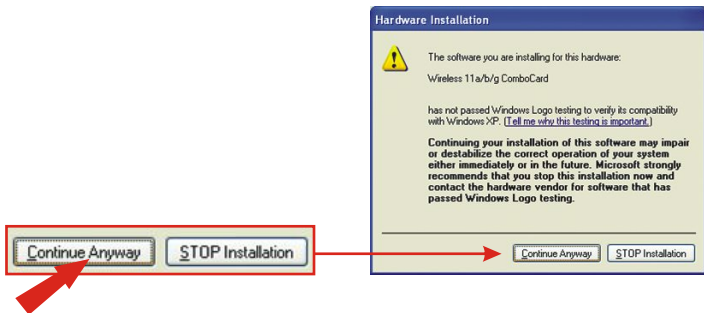 Hardware Installation
The software you are installing for this hardware:
Wireless 11a/b/g ComboCard
has not passed Windows Logo testing to verify its compatibility
with Windows XP. (Tell me why this testing is important.)
Continuing your installation of this software may impair
or destabilize the correct operation of your system
either immediately or in the future. Microsoft strongly
recommends that you stop this installation now and
contact the hardware vendor for software that has
passed Windows Logo testing.
Continue Anyway STOP Installation
Continue Anyway STOP Installation